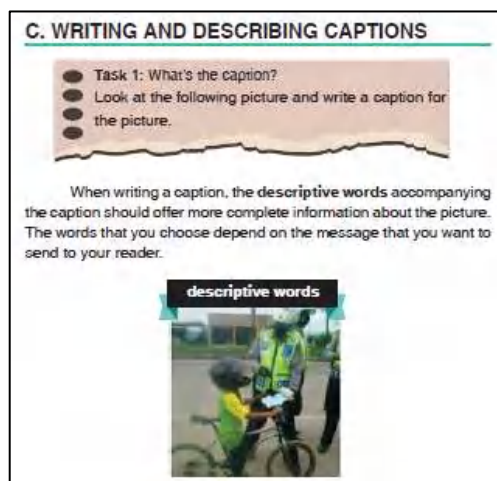 C. WRITING AND DESCRIBING CAPTIONS
Task 1: What's the caption?
Look at the following picture and write a caption for
the picture.
When writing a caption, the descriptive words accompanying
the caption should offer more complete information about the picture.
The words that you choose depend on the message that you want to
send to your reader.
descriptive words